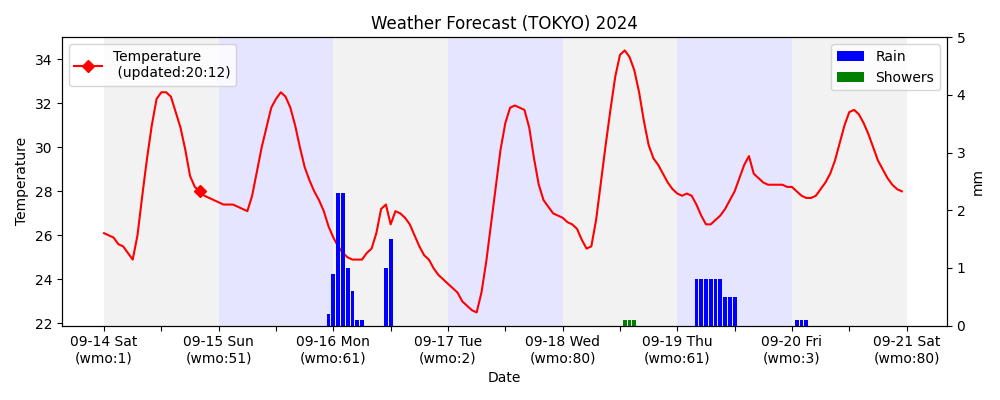 Weather Forecast (TOKYO) 2024
Temperature
(updated:20:12)
Rain
Showers
34
32
30
28
26
24
22
Temperature
5
4
3
2
1
0
mm
09-14 Sat
(wmo:1)
09-15 Sun
(wmo:51)
09-16 Mon
(wmo:61)
09-17 Tue
(wmo:2)
09-18 Wed
(wmo:80)
09-19 Thu
(wmo:61)
09-20 Fri
(wmo:3)
09-21 Sat
(wmo:80)
Date